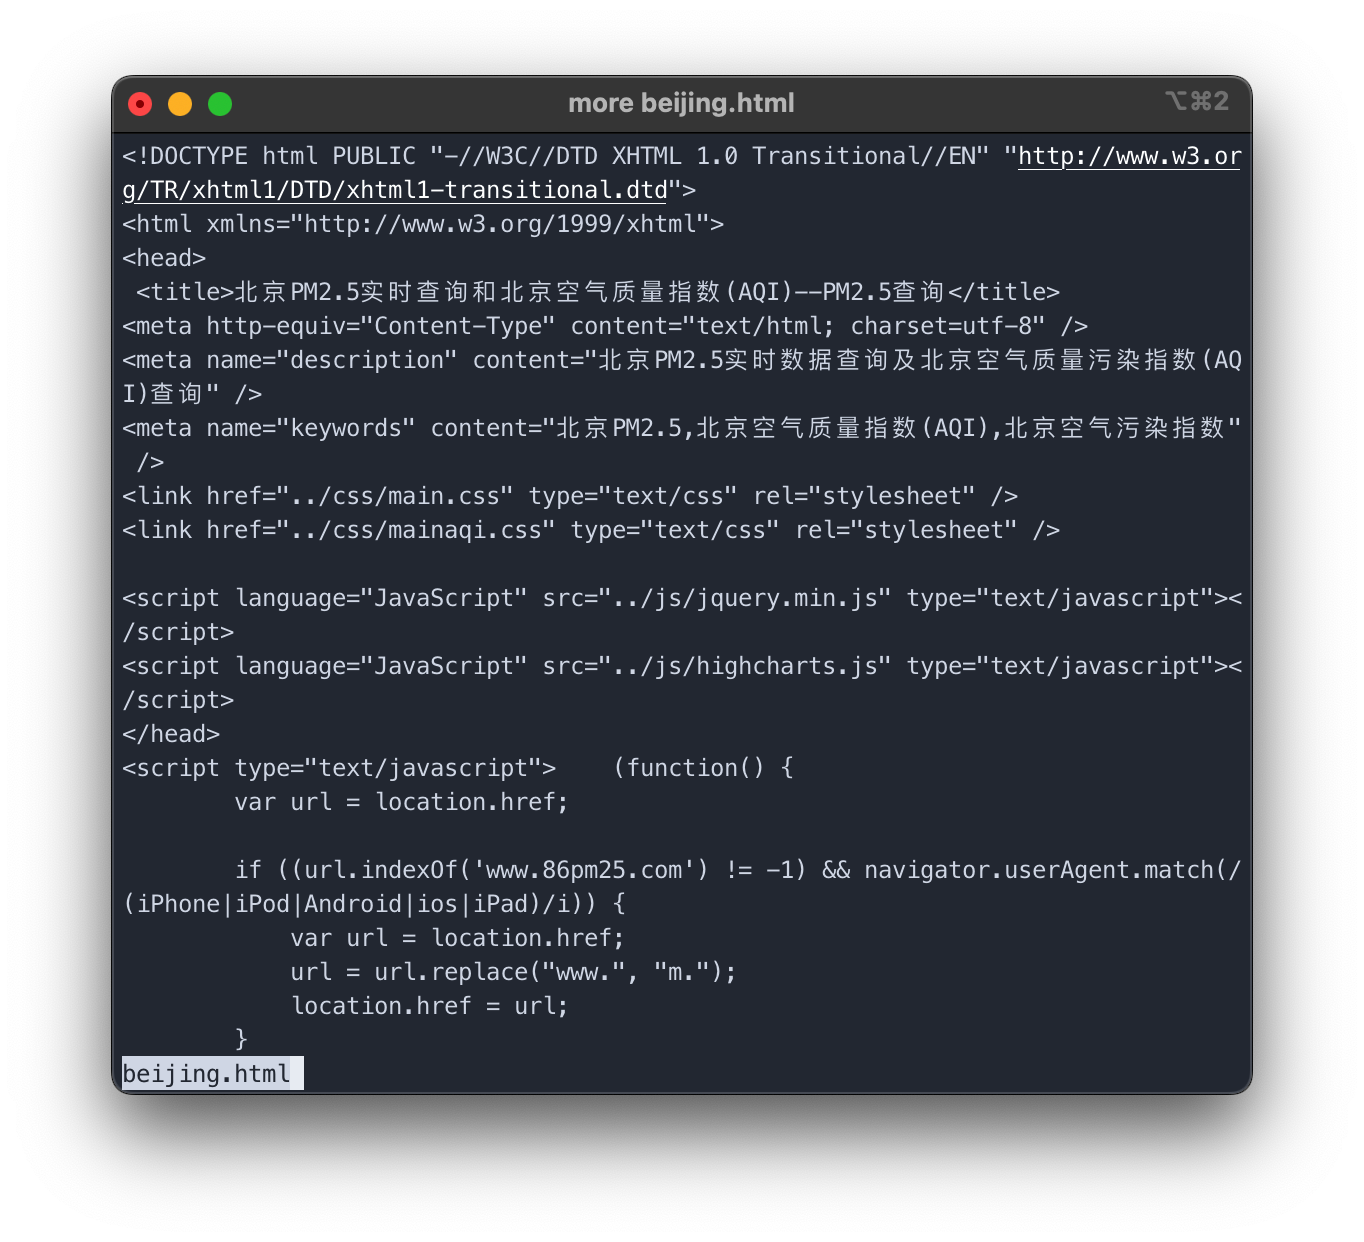 more beijing.html
⌥⌘2
<!DOCTYPE html PUBLIC "-//W3C//DTD XHTML 1.0 Transitional//EN" "http://www.w3.or
g/TR/xhtml1/DTD/xhtml1-transitional.dtd">
<html xmlns="http://www.w3.org/1999/xhtml">
<head>
 <title>北京PM2.5实时查询和北京空气质量指数(AQI)--PM2.5查询</title>
<meta http-equiv="Content-Type" content="text/html; charset=utf-8" />
<meta name="description" content="北京PM2.5实时数据查询及北京空气质量污染指数(AQ
I)查询" />
<meta name="keywords" content="北京PM2.5,北京空气质量指数(AQI),北京空气污染指数"
 />
<link href="../css/main.css" type="text/css" rel="stylesheet" />
<link href="../css/mainaqi.css" type="text/css" rel="stylesheet" />

<script language="JavaScript" src="../js/jquery.min.js" type="text/javascript"><
/script>
<script language="JavaScript" src="../js/highcharts.js" type="text/javascript"><
/script>
</head>
<script type="text/javascript">    (function() {
        var url = location.href;

        if ((url.indexOf('www.86pm25.com') != -1) && navigator.userAgent.match(/
(iPhone|iPod|Android|ios|iPad)/i)) {
            var url = location.href;
            url = url.replace("www.", "m.");
            location.href = url;
        }
beijing.html